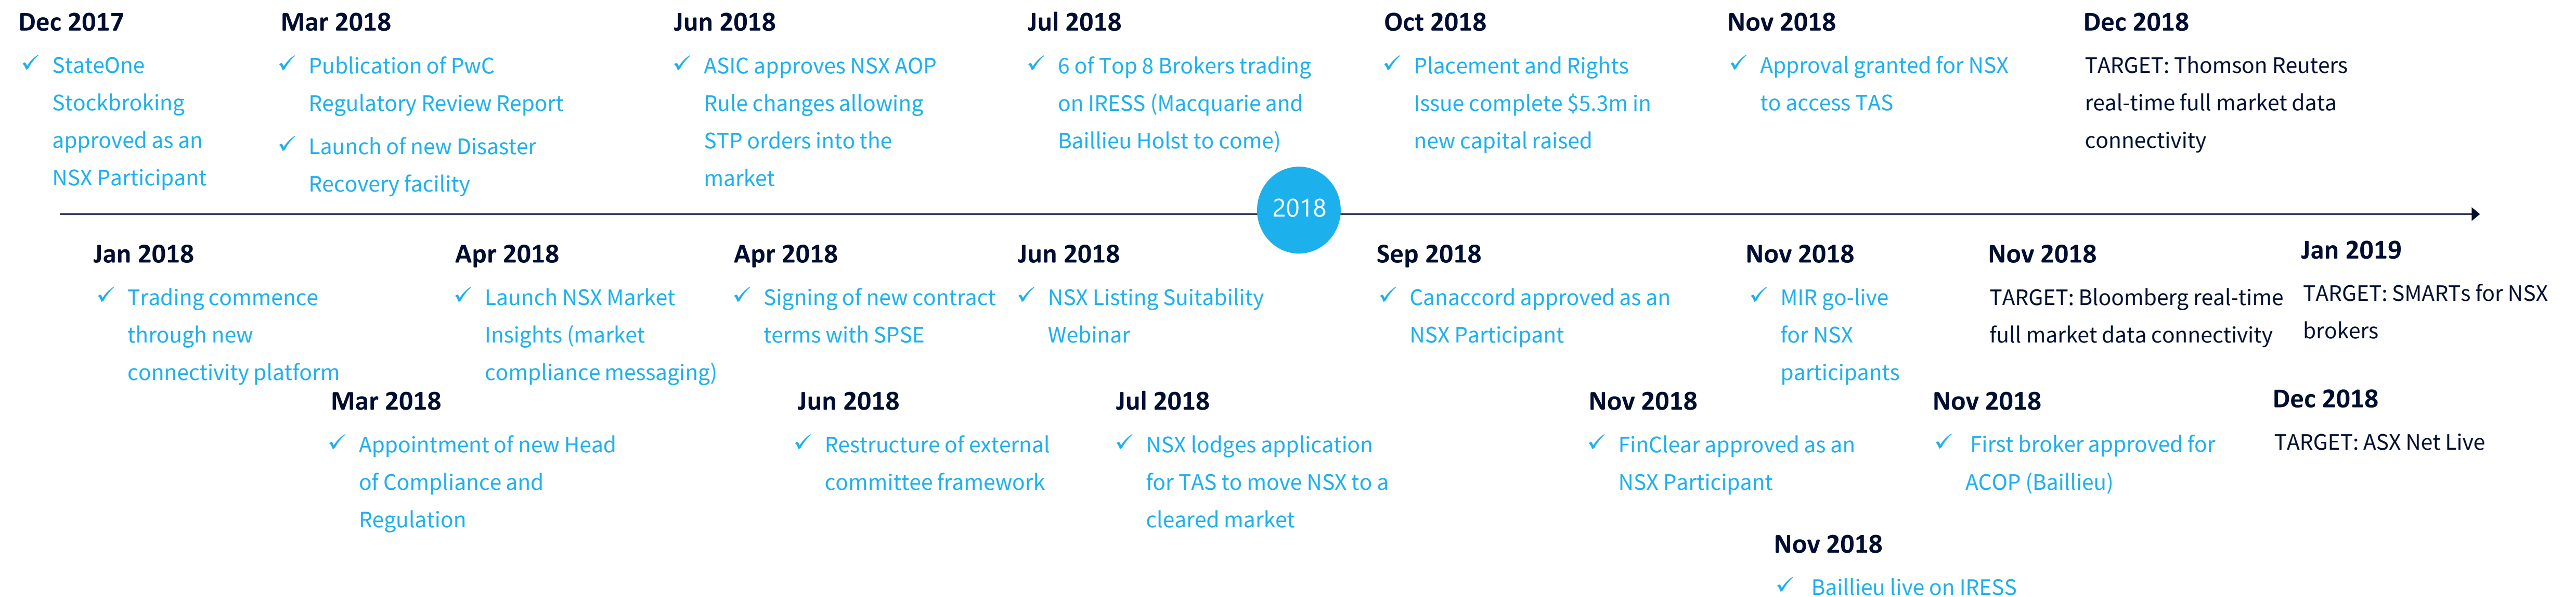 Dec 2017
StateOne
Stockbroking
approved as an
NSX Participant
Mar 2018
Publication of PwC
Regulatory Review Report
Launch of new Disaster
Recovery facility
Jun 2018
ASIC approves NSX AOP
Rule changes allowing
STP orders into the
market
Jul 2018
6 of Top 8 Brokers trading
on IRESS (Macquarie and
Baillieu Holst to come)
Oct 2018
Placement and Rights
Issue complete $5.3m in
new capital raised
Nov 2018
Approval granted for NSX
to access TAS
Dec 2018
TARGET: Thomson Reuters
real-time full market data
connectivity
2018
Jan 2018
Trading commence
through new
connectivity platform
Apr 2018
Launch NSX Market
Insights (market
compliance messaging)
Apr 2018
Signing of new contract
terms with SPSE
Jun 2018
NSX Listing Suitability
Webinar
Sep 2018
Canaccord approved as an
NSX Participant
Nov 2018
MIR go-live
for NSX
participants
Nov 2018
TARGET: Bloomberg real-time
full market data connectivity
Jan 2019
TARGET: SMARTs for NSX
brokers
Mar 2018
Appointment of new Head
of Compliance and
Regulation
Jun 2018
Restructure of external
committee framework
Jul 2018
NSX lodges application
for TAS to move NSX to a
cleared market
Nov 2018
FinClear approved as an
NSX Participant
Nov 2018
First broker approved for
ACOP (Baillieu)
Dec 2018
TARGET: ASX Net Live
Nov 2018
Baillieu live on IRESS